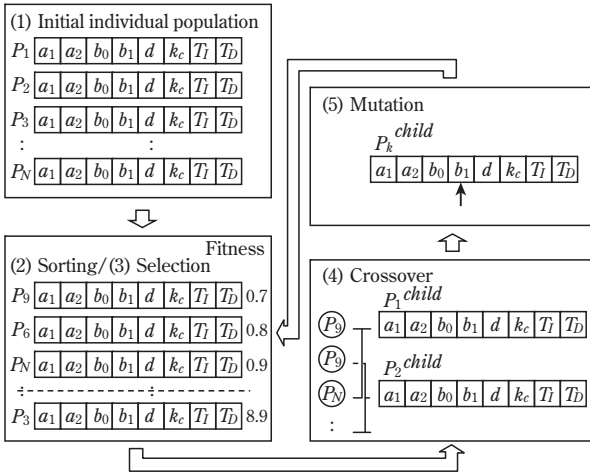 (1) Initial individual population
P1 a1 a2 b0 b1 d kc TI TD
P2 a1 a2 b0 b1 d kc TI TD
P3 a1 a2 b0 b1 d kc TI TD
: :
PN a1 a2 b0 b1 d kc TI TD
Fitness
(2) Sorting/(3) Selection
P9 a1 a2 b0 b1 d kc TI TD 0.7
P6 a1 a2 b0 b1 d kc TI TD 0.8
PN a1 a2 b0 b1 d kc TI TD 0.9
: :
P3 a1 a2 b0 b1 d kc TI TD 8.9
(5) Mutation
Pk child
a1 a2 b0 b1 d kc TI TD
(4) Crossover
P1 child
P9 a1 a2 b0 b1 d kc TI TD
P9
P2 child
PN a1 a2 b0 b1 d kc TI TD
: